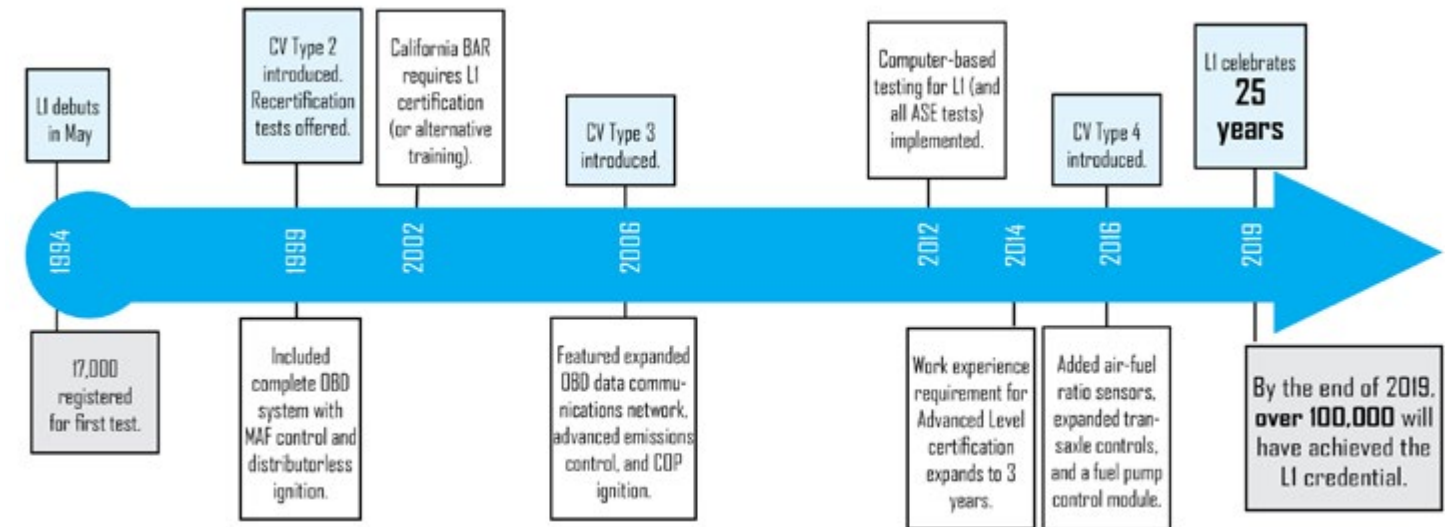 L1 debuts
in May
CV Type 2
introduced.
Recertification
tests offered.
California BAR
requires L1
certification
(or alternative
training).
CV Type 3
introduced.
Computer-based
testing for L1 (and
all ASE tests)
implemented.
CV Type 4
introduced.
L1 celebrates
25
years
1994
1999
2002
2006
2012
2014
2016
2019
17,000
registered
for first test.
Included
complete OBD
system with
MAF control and
distributorless
ignition.
Featured expanded
OBD data commu-
nications network,
advanced emissions
control, and COP
ignition.
Work experience
requirement for
Advanced Level
certification
expands to 3
years.
Added air-fuel
ratio sensors,
expanded tran-
saxle controls,
and a fuel pump
control module.
By the end of 2019,
over 100,000 will
have achieved the
L1 credential.